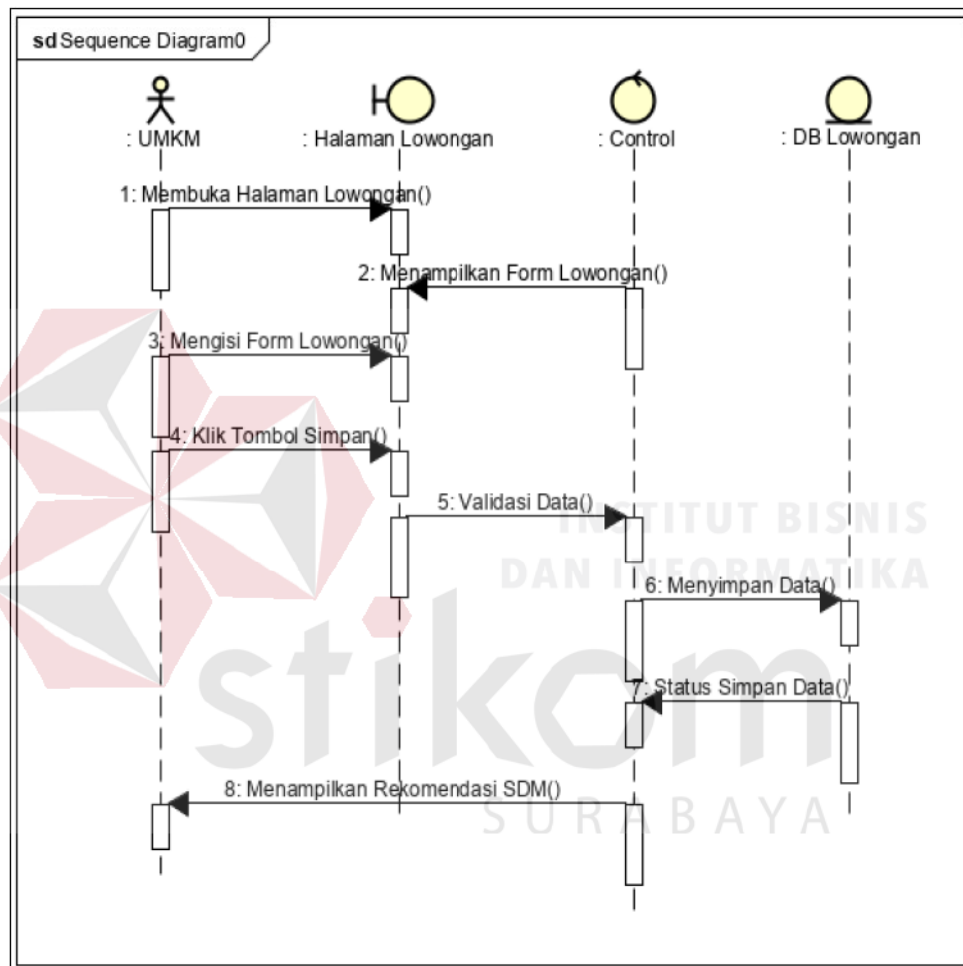 sd Sequence Diagram0
: UMKM
: Halaman Lowongan
: Control
: DB Lowongan
1: Membuka Halaman Lowongan()
2: Menampilkan Form Lowongan()
3: Mengisi Form Lowongan()
4: Klik Tombol Simpan()
5: Validasi Data()
INSTITUT BISNIS
DAN INFORMATIKA
6: Menyimpan Data()
stikom
7: Status Simpan Data()
8: Menampilkan Rekomendasi SDM()
SURABAYA